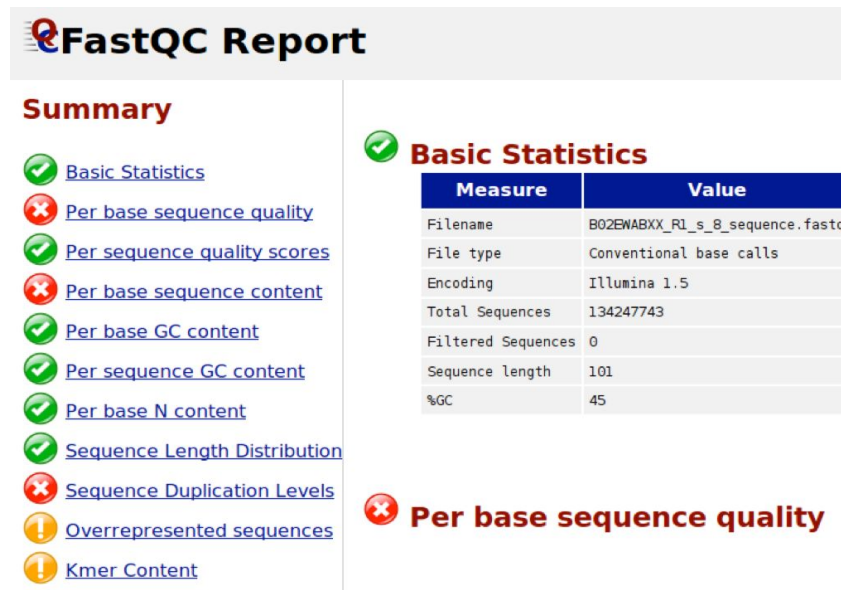 FastQC Report
Summary
Basic Statistics
Per base sequence quality
Per sequence quality scores
Per base sequence content
Per base GC content
Per sequence GC content
Per base N content
Sequence Length Distribution
Sequence Duplication Levels
Overrepresented sequences
Kmer Content
Basic Statistics
Measure Value
Filename B02EWABXX_R1_s_8_sequence.fastq
File type Conventional base calls
Encoding Illumina 1.5
Total Sequences 134247743
Filtered Sequences 0
Sequence length 101
%GC 45
Per base sequence quality